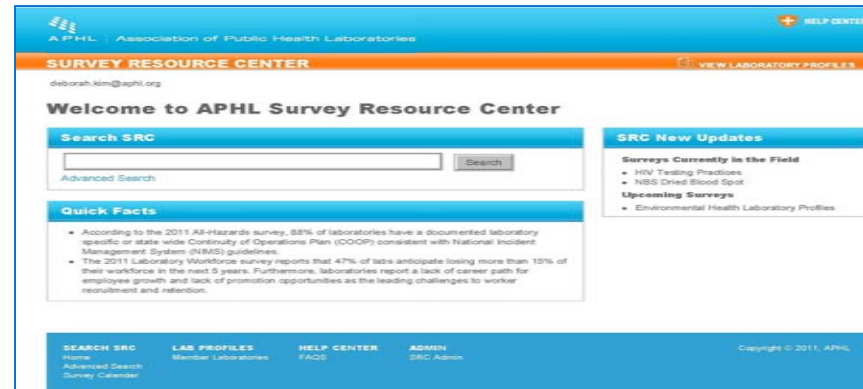 APHL | Association of Public Health Laboratories
HELP CENTER
SURVEY RESOURCE CENTER
VIEW LABORATORY PROFILES
deborah.kim@aphl.org
Welcome to APHL Survey Resource Center
Search SRC
Search
Advanced Search
Quick Facts
• According to the 2011 All-Hazards survey, 88% of laboratories have a documented laboratory
specific or state wide Continuity of Operations Plan (COOP) consistent with National Incident
Management System (NIMS) guidelines.
• The 2011 Laboratory Workforce survey reports that 47% of labs anticipate losing more than 15% of
their workforce in the next 5 years. Furthermore, laboratories report a lack of career path for
employee growth and lack of promotion opportunities as the leading challenges to worker
recruitment and retention.
SRC New Updates
Surveys Currently in the Field
• HIV Testing Practices
• NBS Dried Blood Spot
Upcoming Surveys
• Environmental Health Laboratory Profiles
SEARCH SRC
Home
Advanced Search
Survey Calender
LAB PROFILES
Member Laboratories
HELP CENTER
FAQS
ADMIN
SRC Admin
Copyright © 2011, APHL